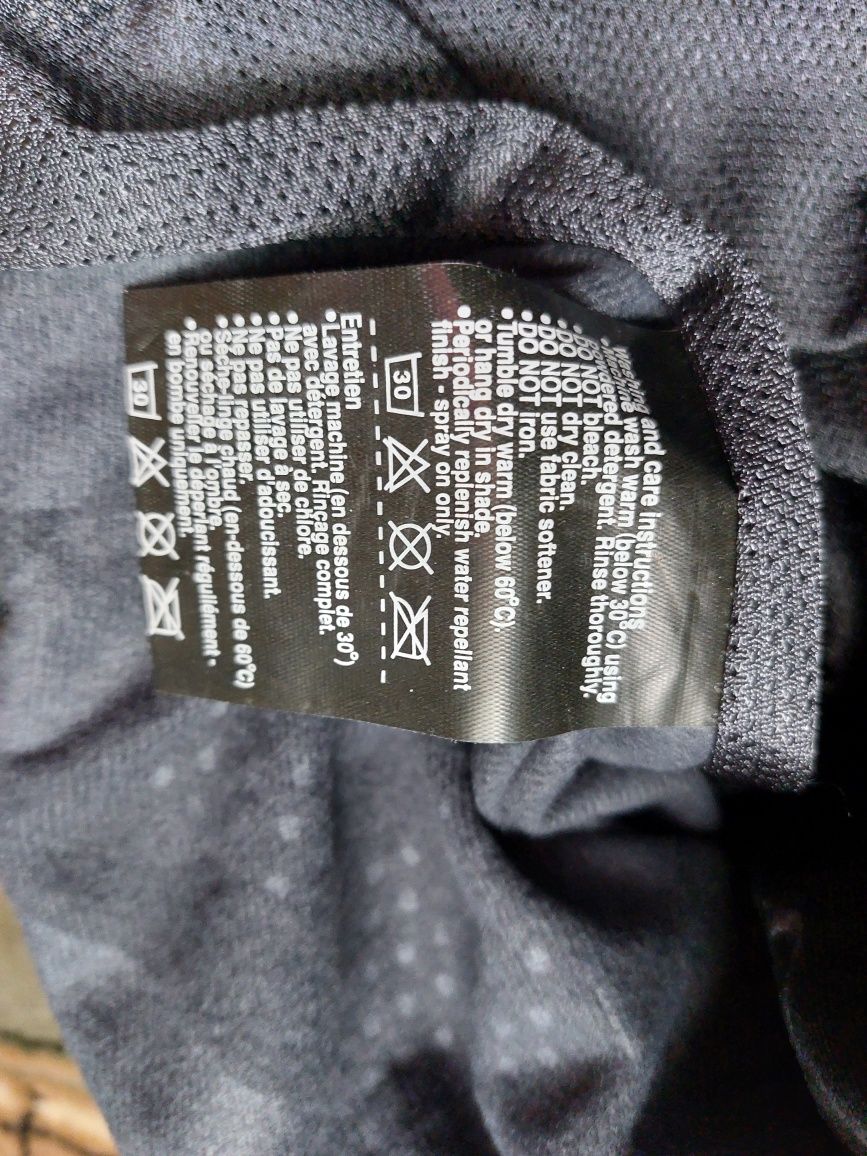 Washing and care instructions
wash warm (below 30°C) using
powdered detergent. Rinse thoroughly.
•DO NOT bleach.
•DO NOT dry clean.
•DO NOT use fabric softener.
•DO NOT iron.
•Tumble dry warm (below 60°C).
or hang dry in shade.
•Periodically replenish water repellant
finish - spray on only.
30
Entretien
•Lavage machine (en dessous de 30°)
avec détergent. Rinçage complet.
•Ne pas utiliser de chlore.
•Pas de lavage à sec.
•Ne pas utiliser d'adoucissant.
•Ne pas repasser.
•Sèche-linge chaud (en-dessous de 60°C)
ou séchage à l'ombre.
•Renouveler le déperlant régulièrement -
en bombe uniquement.
30